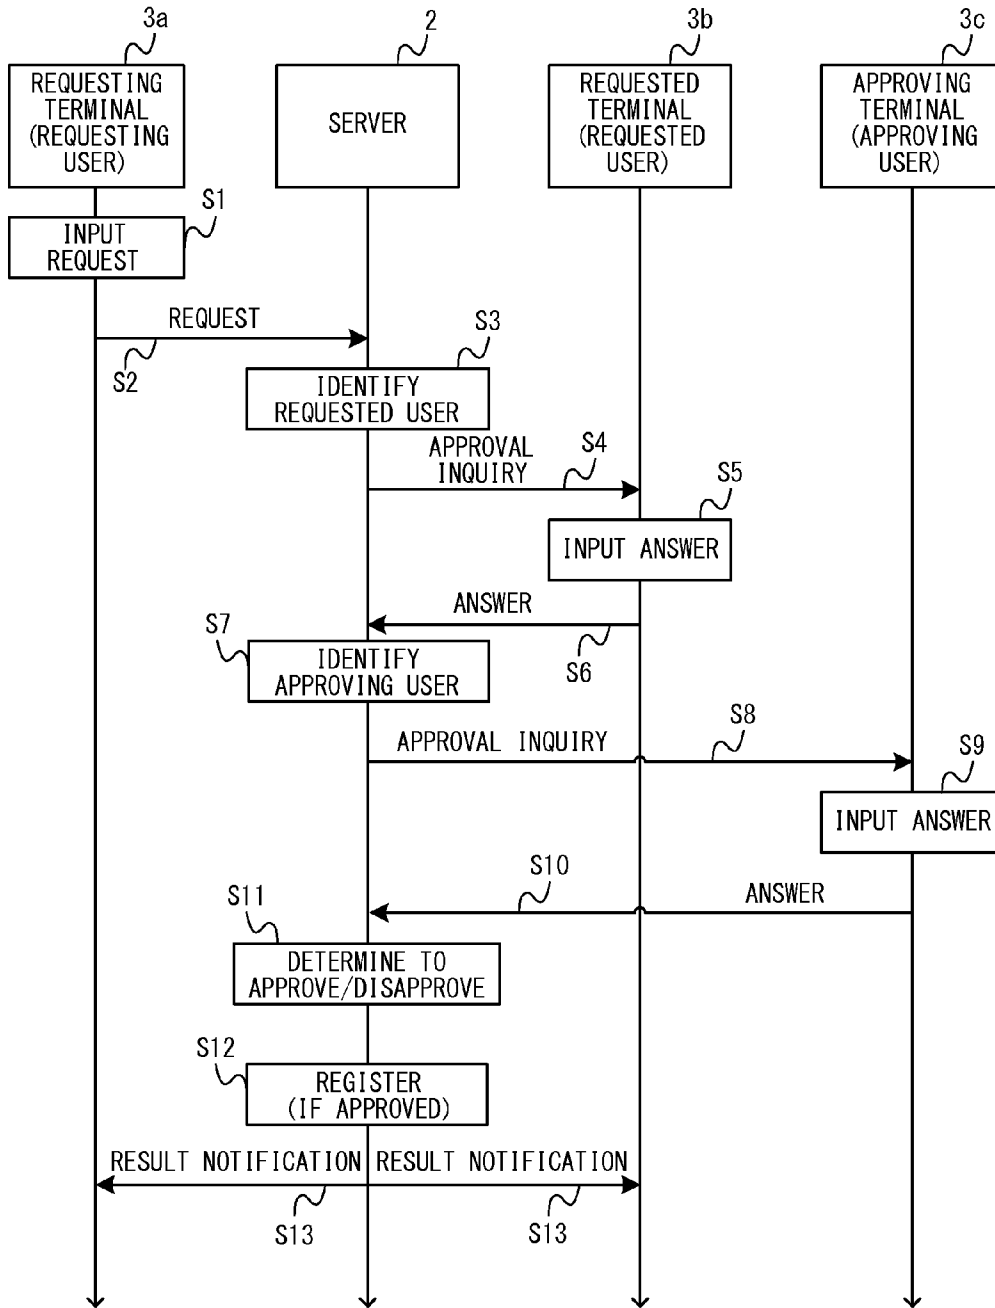 3a
2
3b
3c
REQUESTING
TERMINAL
(REQUESTING
USER)
SERVER
REQUESTED
TERMINAL
(REQUESTED
USER)
APPROVING
TERMINAL
(APPROVING
USER)
S1
INPUT
REQUEST
REQUEST
S2
S3
IDENTIFY
REQUESTED USER
APPROVAL
INQUIRY
S4
S5
INPUT ANSWER
ANSWER
S6
S7
IDENTIFY
APPROVING USER
APPROVAL INQUIRY
S8
S9
INPUT ANSWER
S10
ANSWER
S11
DETERMINE TO
APPROVE/DISAPPROVE
S12
REGISTER
(IF APPROVED)
RESULT NOTIFICATION
RESULT NOTIFICATION
S13
S13